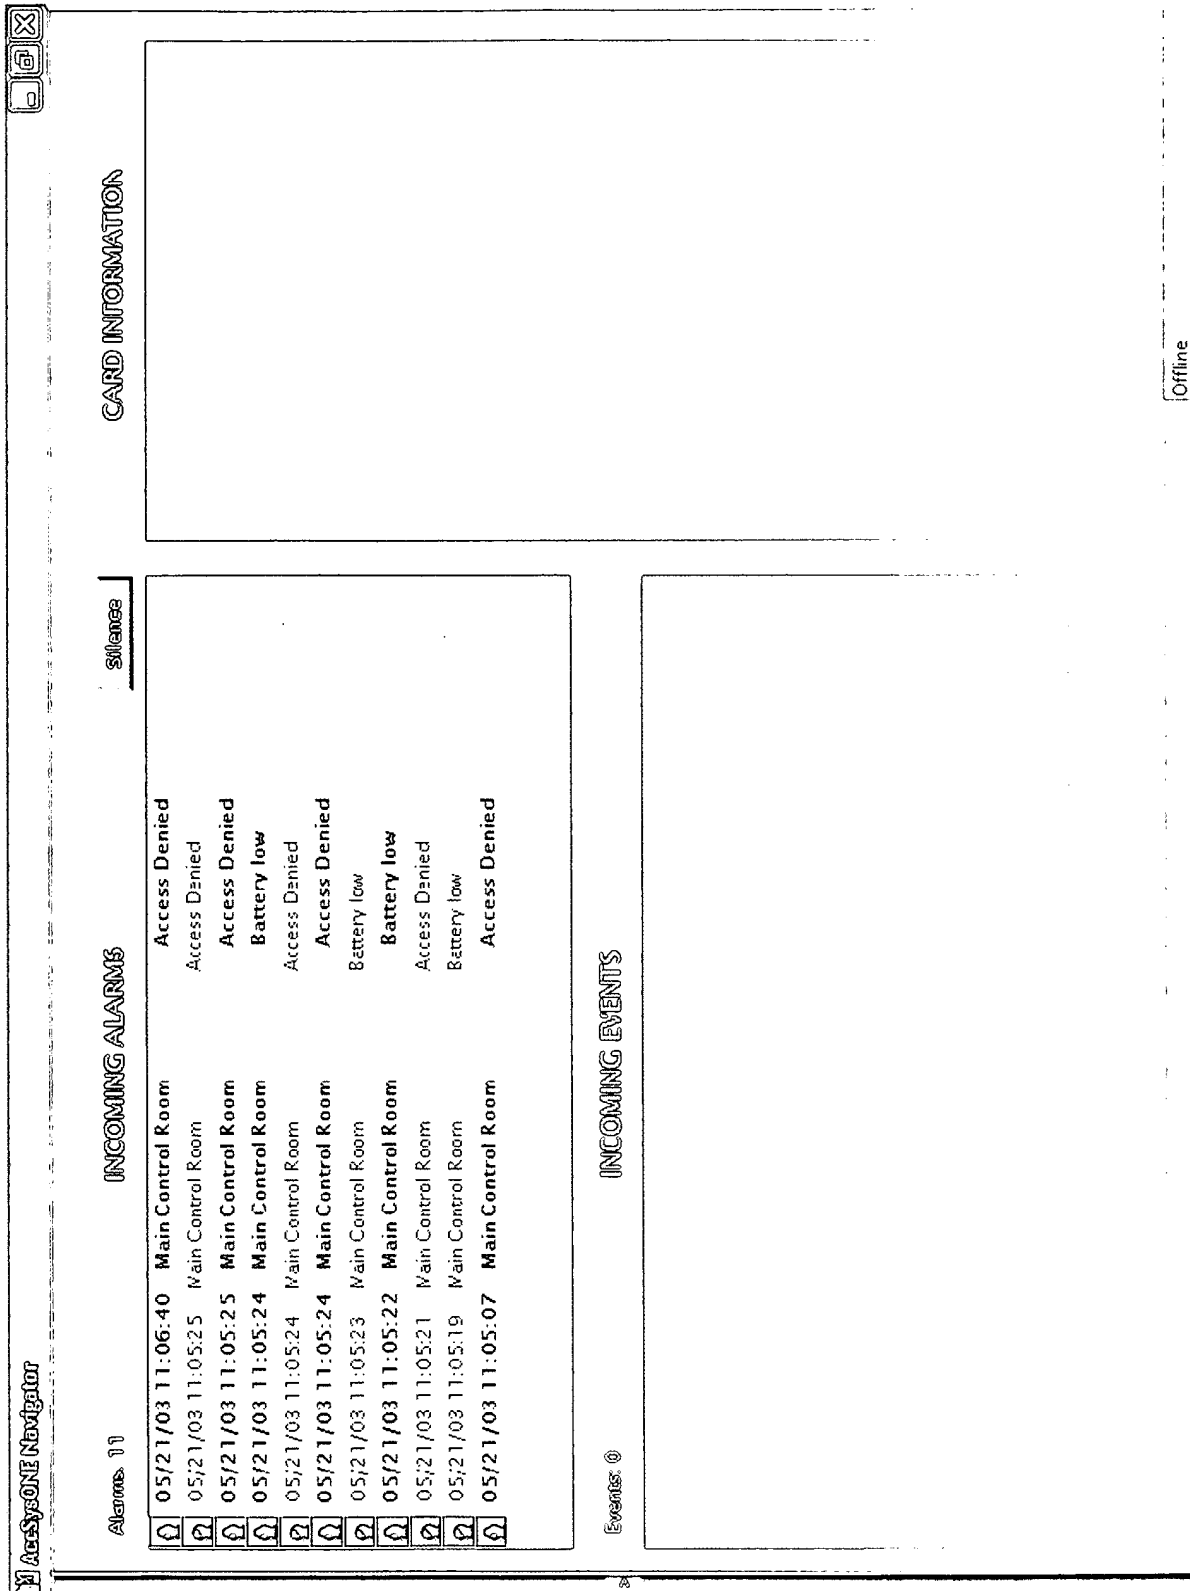 AccSysONE Navigator
Alarms: 11
INCOMING ALARMS
Silence
CARD INFORMATION
05/21/03 11:06:40 Main Control Room Access Denied
05/21/03 11:05:25 Main Control Room Access Denied
05/21/03 11:05:25 Main Control Room Access Denied
05/21/03 11:05:24 Main Control Room Battery low
05/21/03 11:05:24 Main Control Room Access Denied
05/21/03 11:05:24 Main Control Room Access Denied
05/21/03 11:05:23 Main Control Room Battery low
05/21/03 11:05:22 Main Control Room Battery low
05/21/03 11:05:21 Main Control Room Access Denied
05/21/03 11:05:19 Main Control Room Battery low
05/21/03 11:05:07 Main Control Room Access Denied
Events: 0
INCOMING EVENTS
Offline